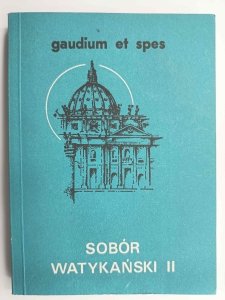 gaudium et spes
SOBÓR
WATYKAŃSKI II